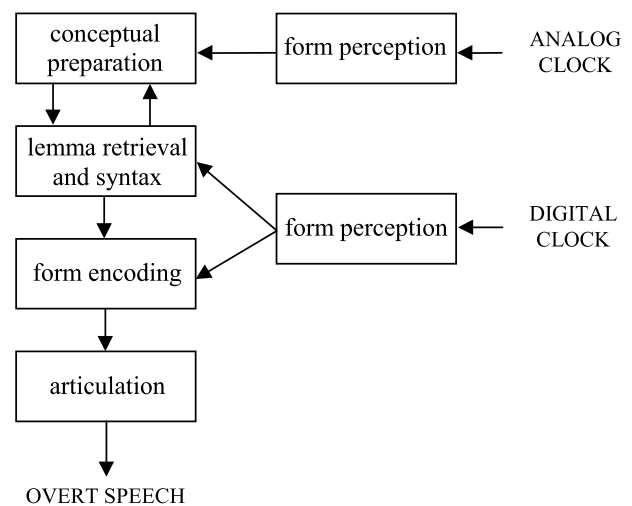 conceptual
preparation
form perception
ANALOG
CLOCK
lemma retrieval
and syntax
form perception
DIGITAL
CLOCK
form encoding
articulation
OVERT SPEECH